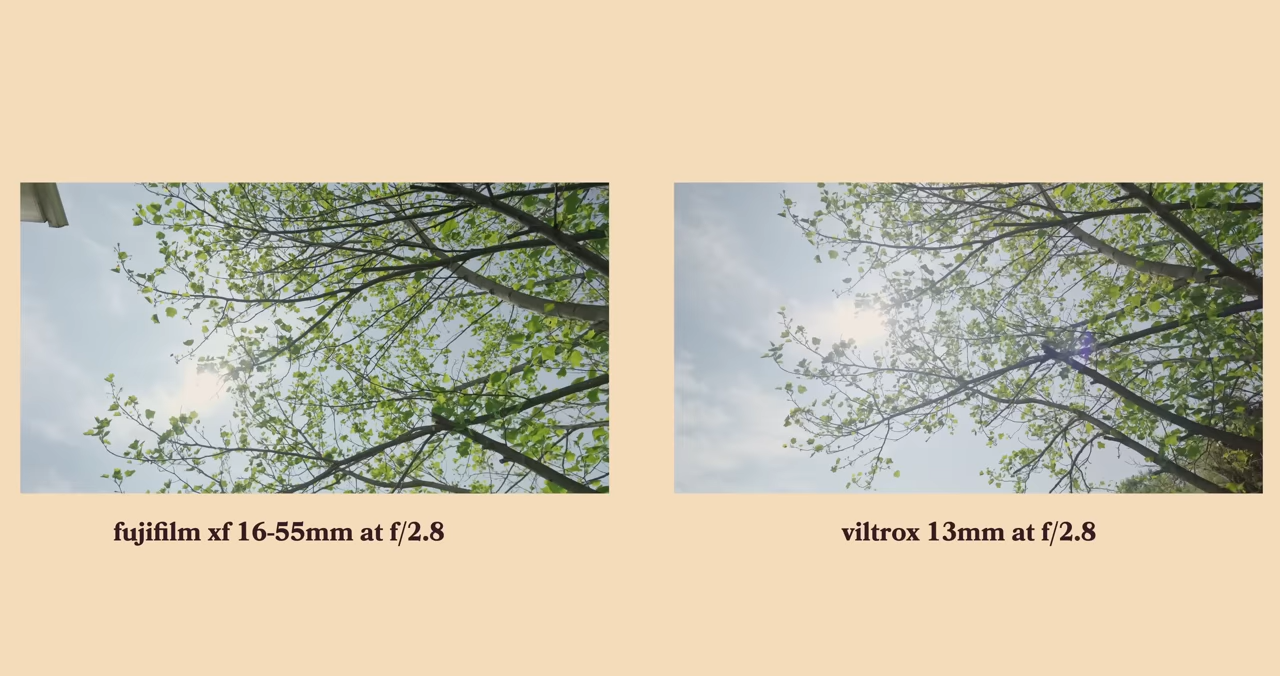 fujifilm xf 16-55mm at f/2.8
viltrox 13mm at f/2.8